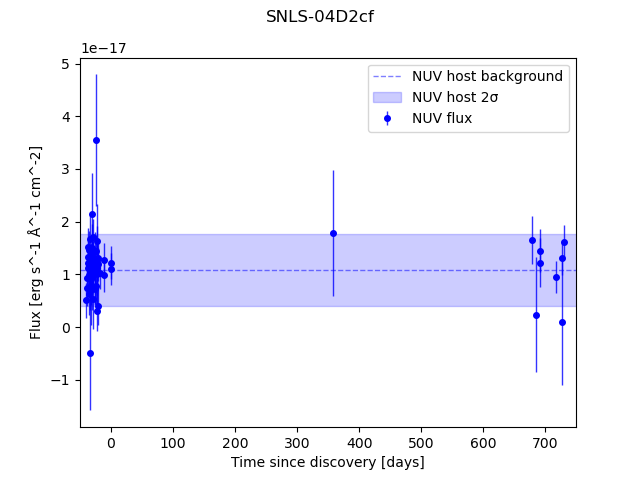 SNLS-04D2cf
1e−17
NUV host background
NUV host 2σ
NUV flux
5
4
3
2
1
0
−1
Flux [erg s^-1 Å^-1 cm^-2]
0 100 200 300 400 500 600 700
Time since discovery [days]